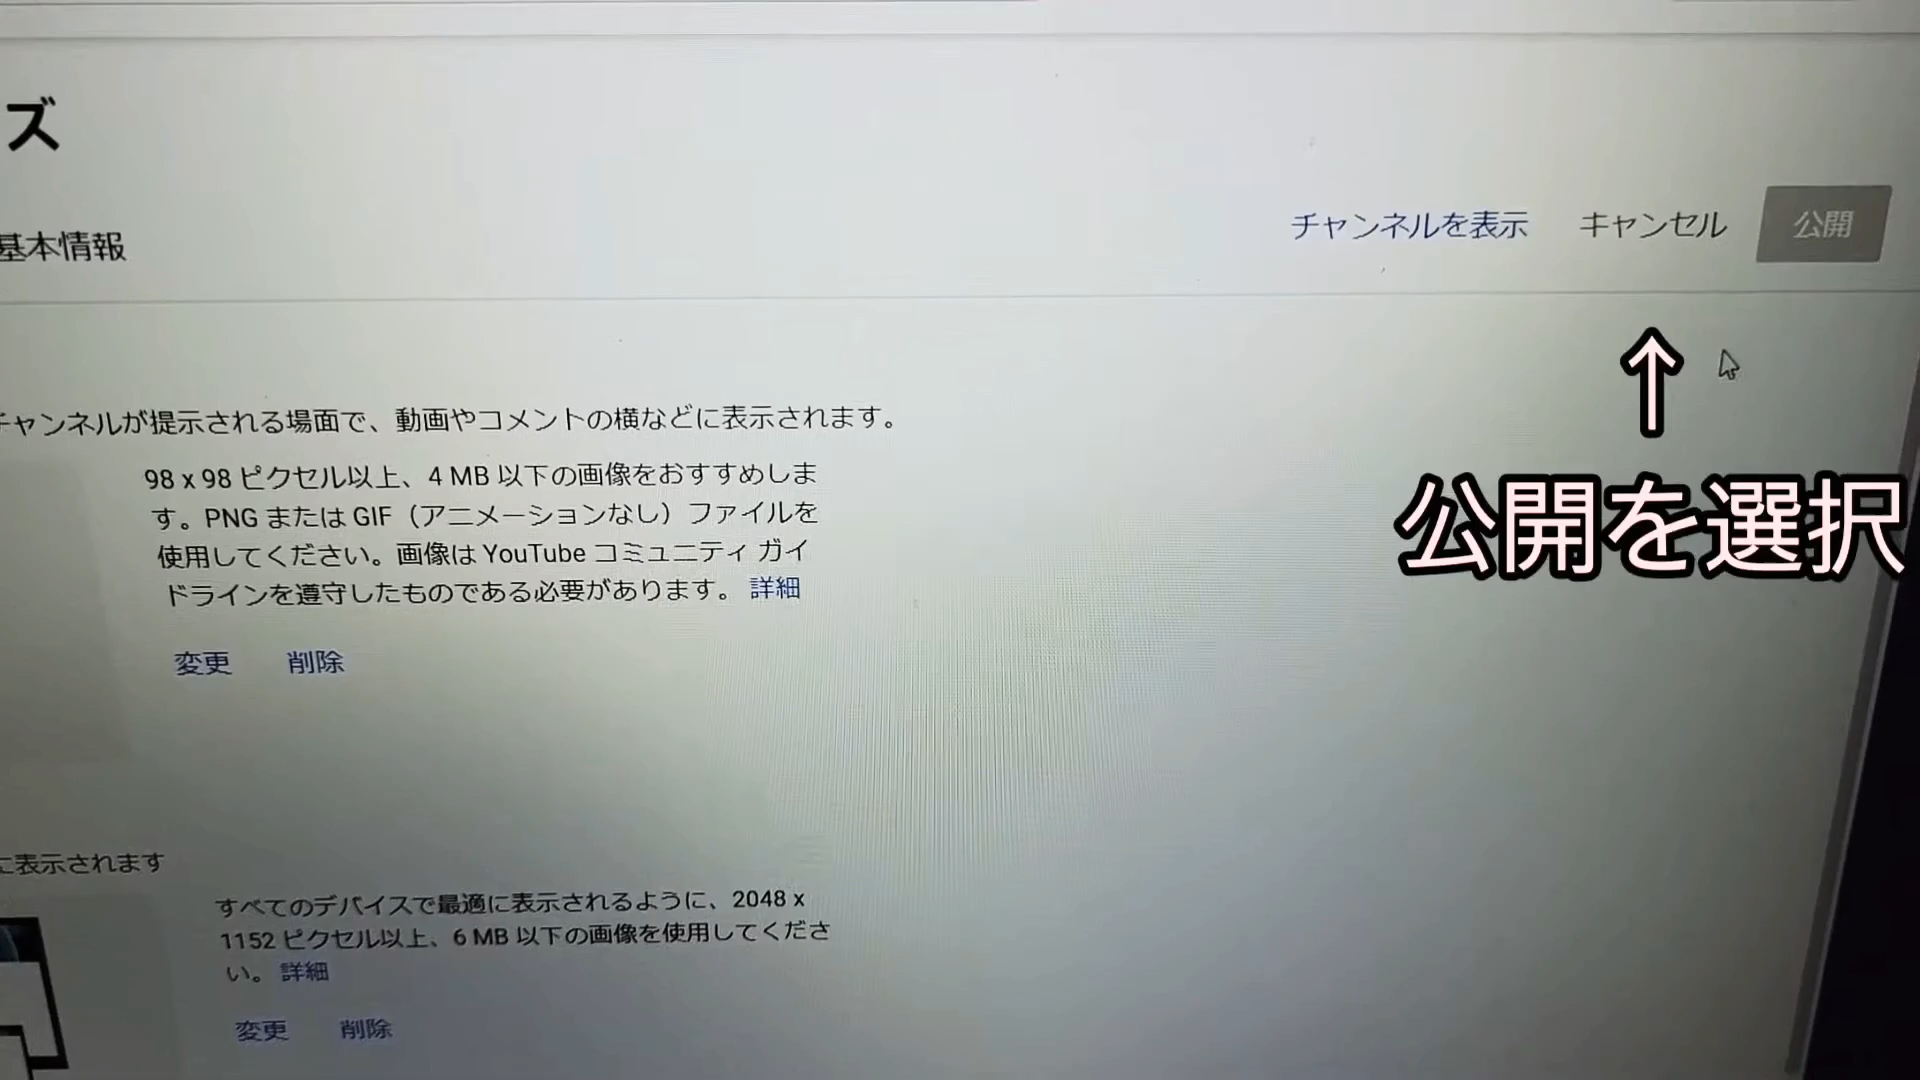 ズ
基本情報
チャンネルを表示 キャンセル 公開
↑
公開を選択
チャンネルが提示される場面で、動画やコメントの横などに表示されます。
98 x 98 ピクセル以上、4 MB 以下の画像をおすすめしま
す。PNG または GIF（アニメーションなし）ファイルを
使用してください。画像は YouTube コミュニティ ガイ
ドラインを遵守したものである必要があります。 詳細
変更 削除
に表示されます
すべてのデバイスで最適に表示されるように、2048 x
1152 ピクセル以上、6 MB 以下の画像を使用してくださ
い。 詳細
変更 削除